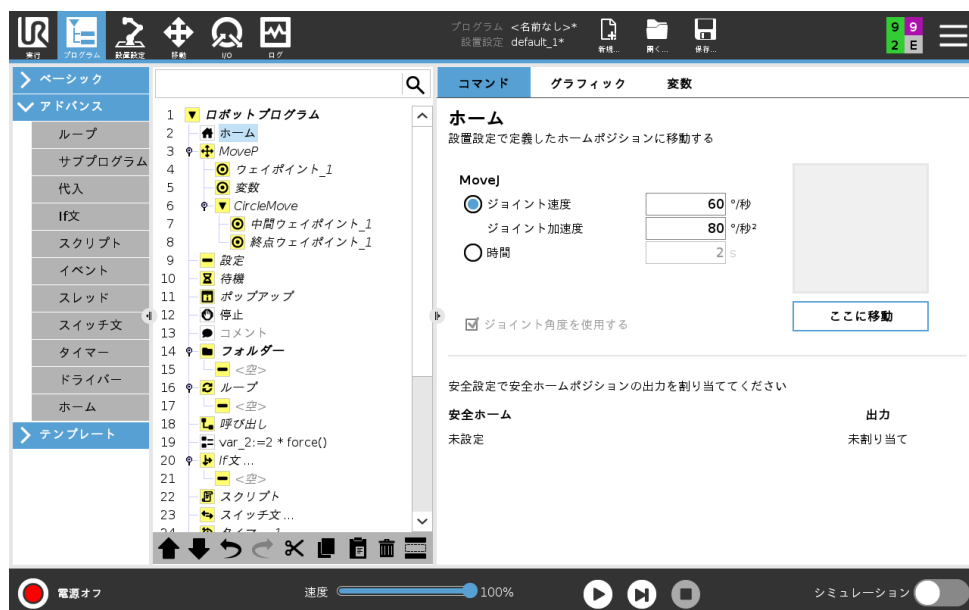 UR
実行
プログラム
設置設定
移動
I/O
ログ
プログラム <名前なし>*
設置設定 default_1*
新規...
開く...
保存...
9 9
2 E
ベーシック
アドバンス
ループ
サブプログラム
代入
If文
スクリプト
イベント
スレッド
スイッチ文
タイマー
ドライバー
ホーム
テンプレート
1 ロボットプログラム
2 ホーム
3 MoveP
4 ウェイポイント_1
5 変数
6 CircleMove
7 中間ウェイポイント_1
8 終点ウェイポイント_1
9 設定
10 待機
11 ポップアップ
12 停止
13 コメント
14 フォルダー
15 <空>
16 ループ
17 <空>
18 呼び出し
19 var_2:=2 * force()
20 If文...
21 <空>
22 スクリプト
23 スイッチ文...
コマンド グラフィック 変数
ホーム
設置設定で定義したホームポジションに移動する
MoveJ
ジョイント速度 60 °/秒
ジョイント加速度 80 °/秒²
時間 2 s
ジョイント角度を使用する
ここに移動
安全設定で安全ホームポジションの出力を割り当ててください
安全ホーム 出力
未設定 未割り当て
電源オフ
速度 100%
シミュレーション